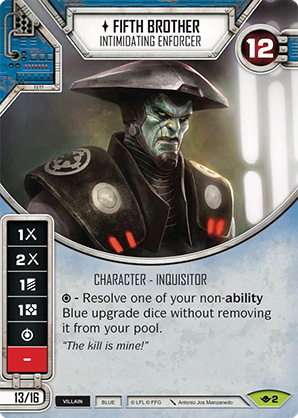 FIFTH BROTHER
INTIMIDATING ENFORCER
12
1
2
1
1
-
CHARACTER - INQUISITOR
- Resolve one of your non-ability
Blue upgrade dice without removing
it from your pool.
“The kill is mine!”
13/16
VILLAIN
BLUE
© LFL © FFG
Antonio Jos Manzanedo
2